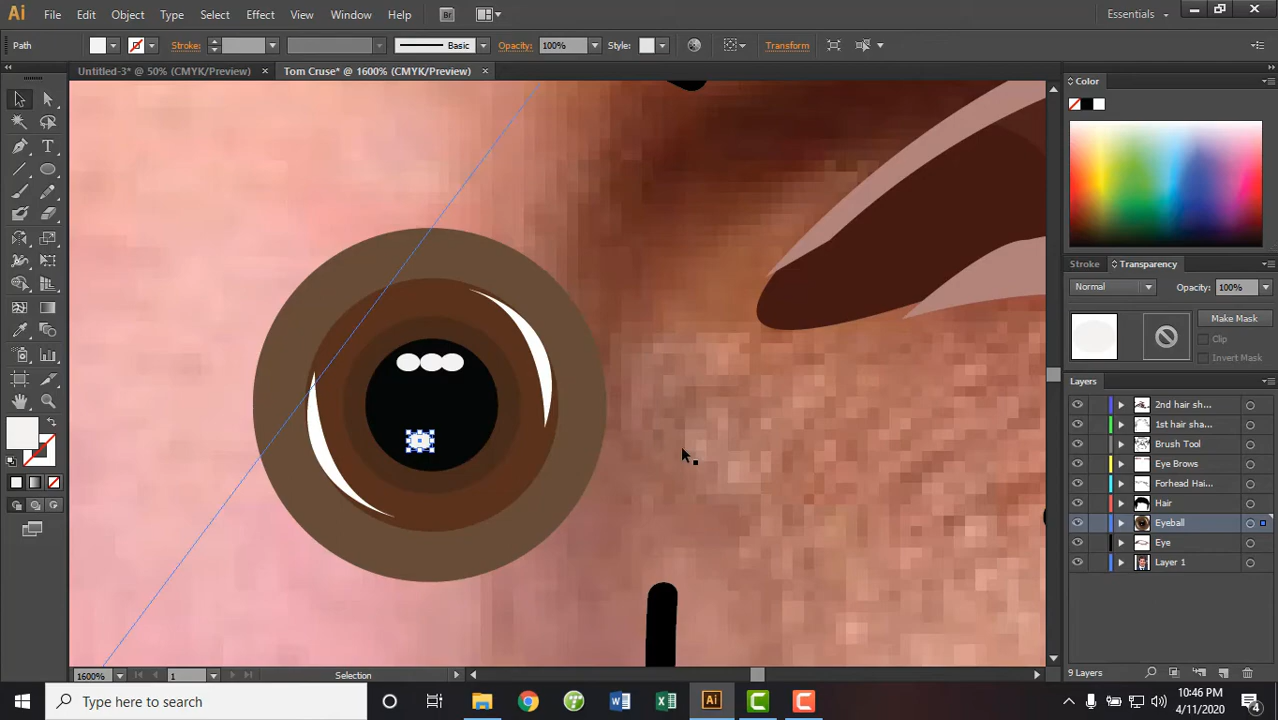 Ai File Edit Object Type Select Effect View Window Help Br Essentials
Path Stroke: Basic Opacity: 100% Style: Transform
Untitled-3* @ 50% (CMYK/Preview) × Tom Cruse* @ 1600% (CMYK/Preview) ×
Color
Stroke Transparency
Normal Opacity: 100%
Make Mask
Clip
Invert Mask
Layers
2nd hair sh...
1st hair sha...
Brush Tool
Eye Brows
Forhead Hai...
Hair
Eyeball
Eye
Layer 1
1600% 1 Selection 9 Layers
Type here to search
10:46 PM
4/11/2020
4